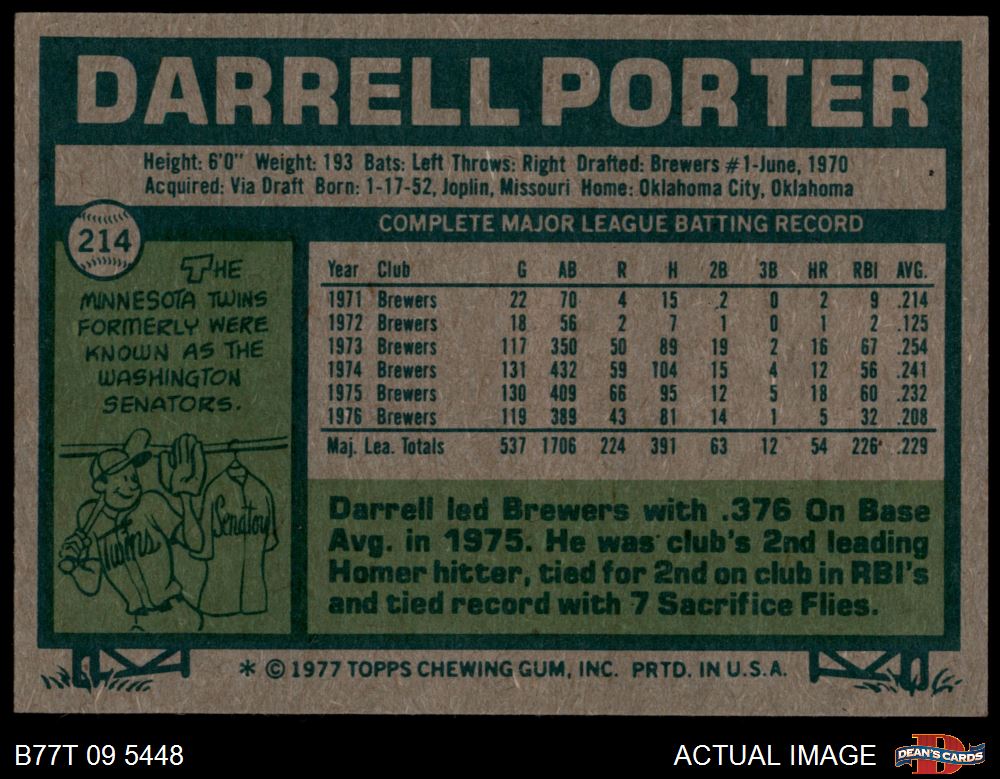 DARRELL PORTER
Height: 6'0" Weight: 193 Bats: Left Throws: Right Drafted: Brewers #1-June, 1970
Acquired: Via Draft Born: 1-17-52, Joplin, Missouri Home: Oklahoma City, Oklahoma
214
THE
MINNESOTA TWINS
FORMERLY WERE
KNOWN AS THE
WASHINGTON
SENATORS.
Twins
Senators
COMPLETE MAJOR LEAGUE BATTING RECORD
Year Club G AB R H 2B 3B HR RBI AVG.
1971 Brewers 22 70 4 15 2 0 2 9 .214
1972 Brewers 18 56 2 7 1 0 1 2 .125
1973 Brewers 117 350 50 89 19 2 16 67 .254
1974 Brewers 131 432 59 104 15 4 12 56 .241
1975 Brewers 130 409 66 95 12 5 18 60 .232
1976 Brewers 119 389 43 81 14 1 5 32 .208
Maj. Lea. Totals 537 1706 224 391 63 12 54 226 .229
Darrell led Brewers with .376 On Base
Avg. in 1975. He was club's 2nd leading
Homer hitter, tied for 2nd on club in RBI's
and tied record with 7 Sacrifice Flies.
* © 1977 TOPPS CHEWING GUM, INC. PRTD. IN U.S.A.
B77T 09 5448
ACTUAL IMAGE
D
DEAN'S CARDS